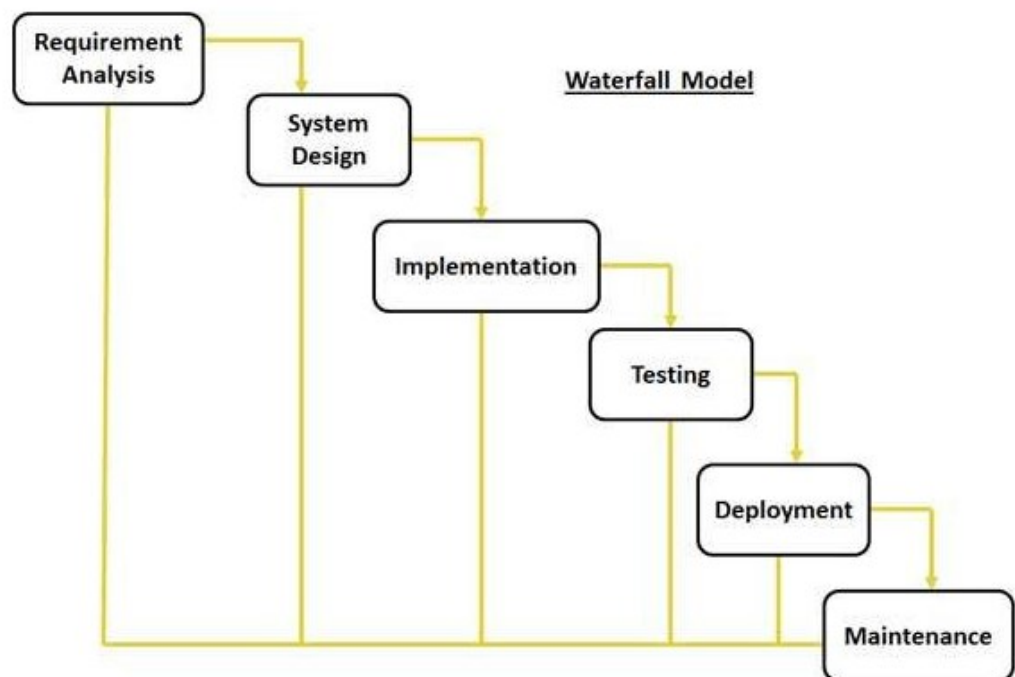 Requirement
Analysis
Waterfall Model
System
Design
Implementation
Testing
Deployment
Maintenance